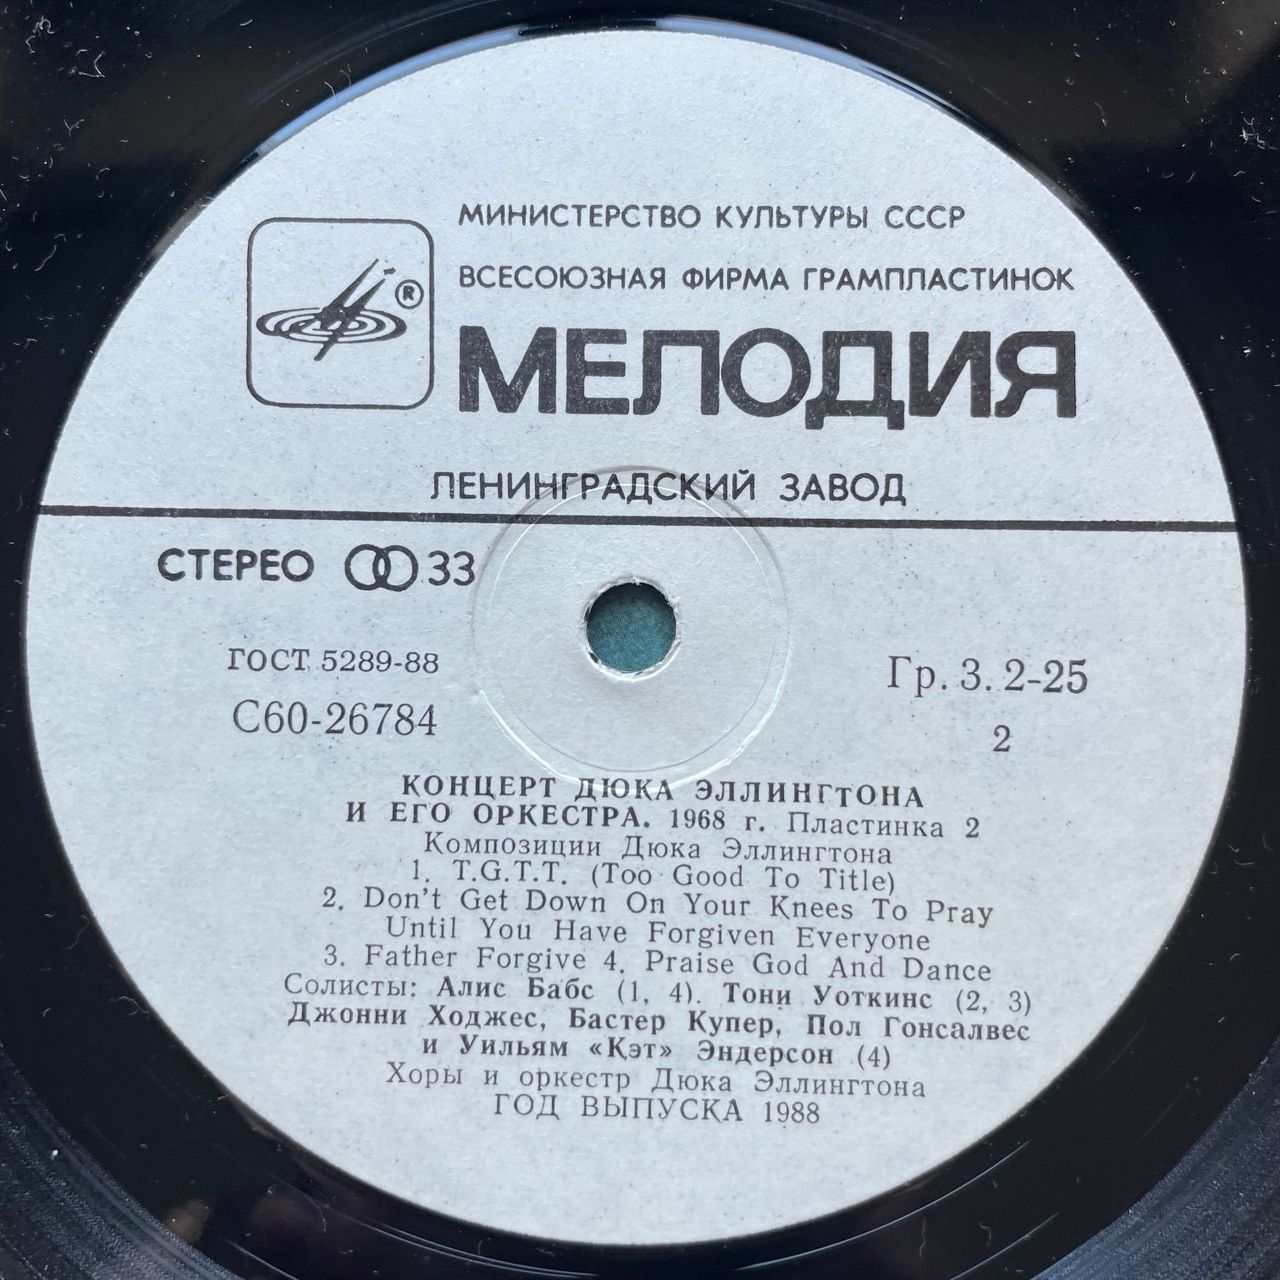 МИНИСТЕРСТВО КУЛЬТУРЫ СССР
ВСЕСОЮЗНАЯ ФИРМА ГРАМПЛАСТИНОК
®
МЕЛОДИЯ
ЛЕНИНГРАДСКИЙ ЗАВОД
СТЕРЕО 33
ГОСТ 5289-88
Гр. 3. 2-25
С60-26784
2
КОНЦЕРТ ДЮКА ЭЛЛИНГТОНА
И ЕГО ОРКЕСТРА. 1968 г. Пластинка 2
Композиции Дюка Эллингтона
1. T.G.T.T. (Too Good To Title)
2. Don't Get Down On Your Knees To Pray
Until You Have Forgiven Everyone
3. Father Forgive 4. Praise God And Dance
Солисты: Алис Бабс (1, 4). Тони Уоткинс (2, 3)
Джонни Ходжес, Бастер Купер, Пол Гонсалвес
и Уильям «Кэт» Эндерсон (4)
Хоры и оркестр Дюка Эллингтона
ГОД ВЫПУСКА 1988